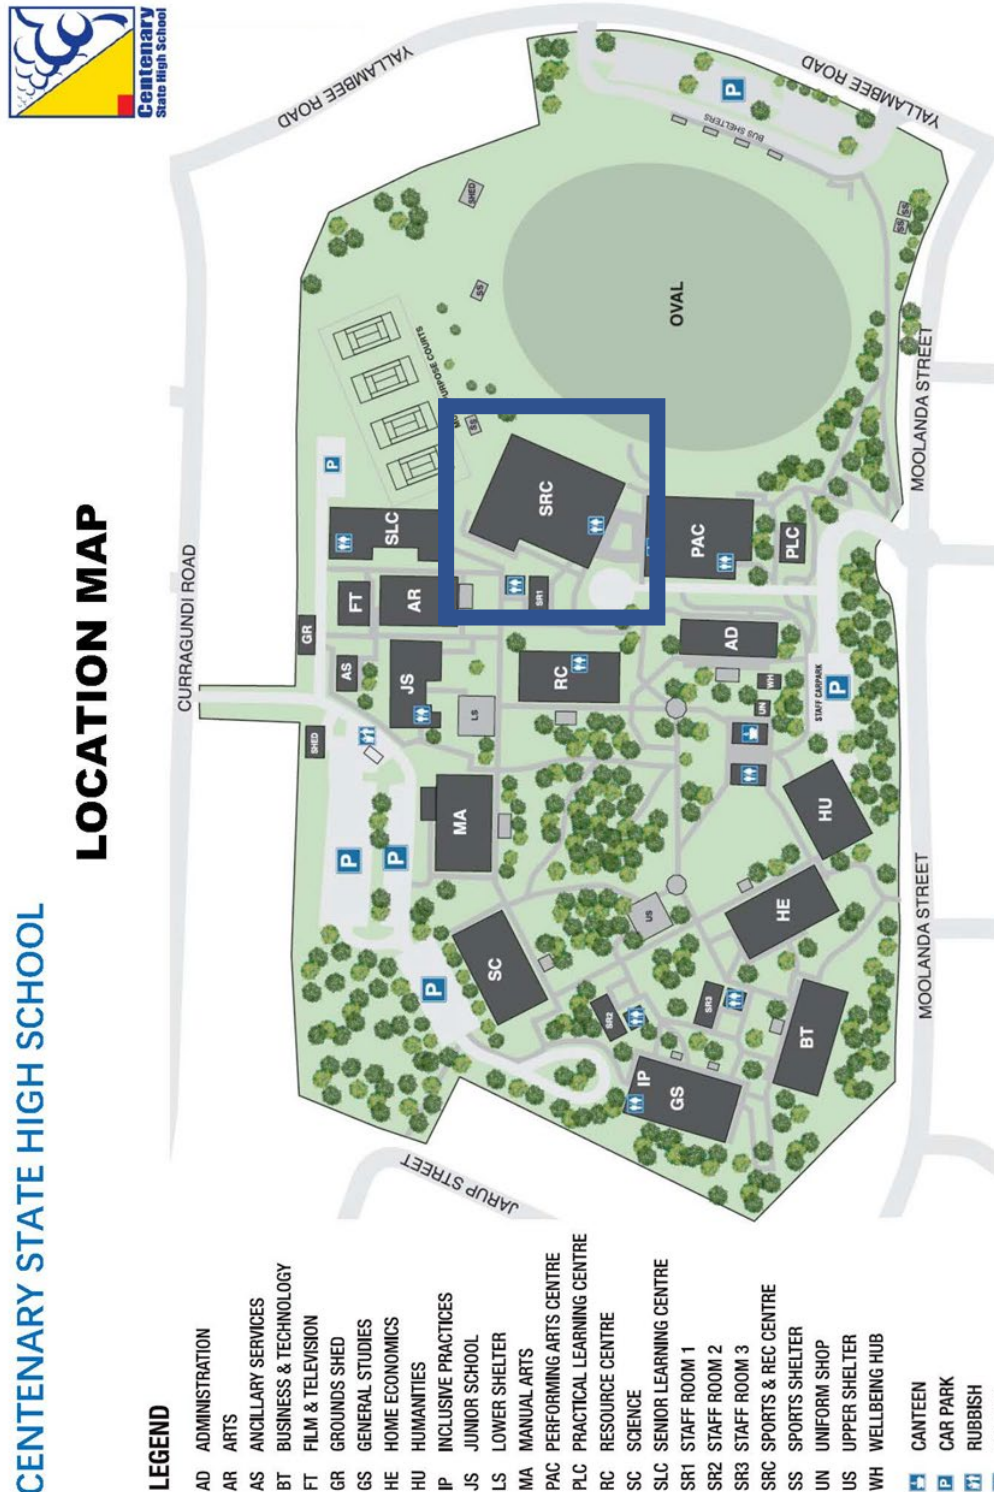 Centenary
State High School
CENTENARY STATE HIGH SCHOOL
LOCATION MAP
YALLAMBEE ROAD
YALLAMBEE ROAD
CURRAGUNDI ROAD
MOOLANDA STREET
MOOLANDA STREET
JARUP STREET
BUS SHELTERS
P
SHED
SS
SS
SS
OVAL
SS
P
SLC
SRC
PAC
PLC
FT
AR
SR1
GR
AS
JS
RC
AD
WH
UN
STAFF CARPARK
P
LS
SHED
P
P
MA
HU
US
HE
SC
P
SR2
SR3
BT
IP
GS
LEGEND
AD ADMINISTRATION
AR ARTS
AS ANCILLARY SERVICES
BT BUSINESS & TECHNOLOGY
FT FILM & TELEVISION
GR GROUNDS SHED
GS GENERAL STUDIES
HE HOME ECONOMICS
HU HUMANITIES
IP INCLUSIVE PRACTICES
JS JUNIOR SCHOOL
LS LOWER SHELTER
MA MANUAL ARTS
PAC PERFORMING ARTS CENTRE
PLC PRACTICAL LEARNING CENTRE
RC RESOURCE CENTRE
SC SCIENCE
SLC SENIOR LEARNING CENTRE
SR1 STAFF ROOM 1
SR2 STAFF ROOM 2
SR3 STAFF ROOM 3
SRC SPORTS & REC CENTRE
SS SPORTS SHELTER
UN UNIFORM SHOP
US UPPER SHELTER
WH WELLBEING HUB
CANTEEN
P CAR PARK
RUBBISH